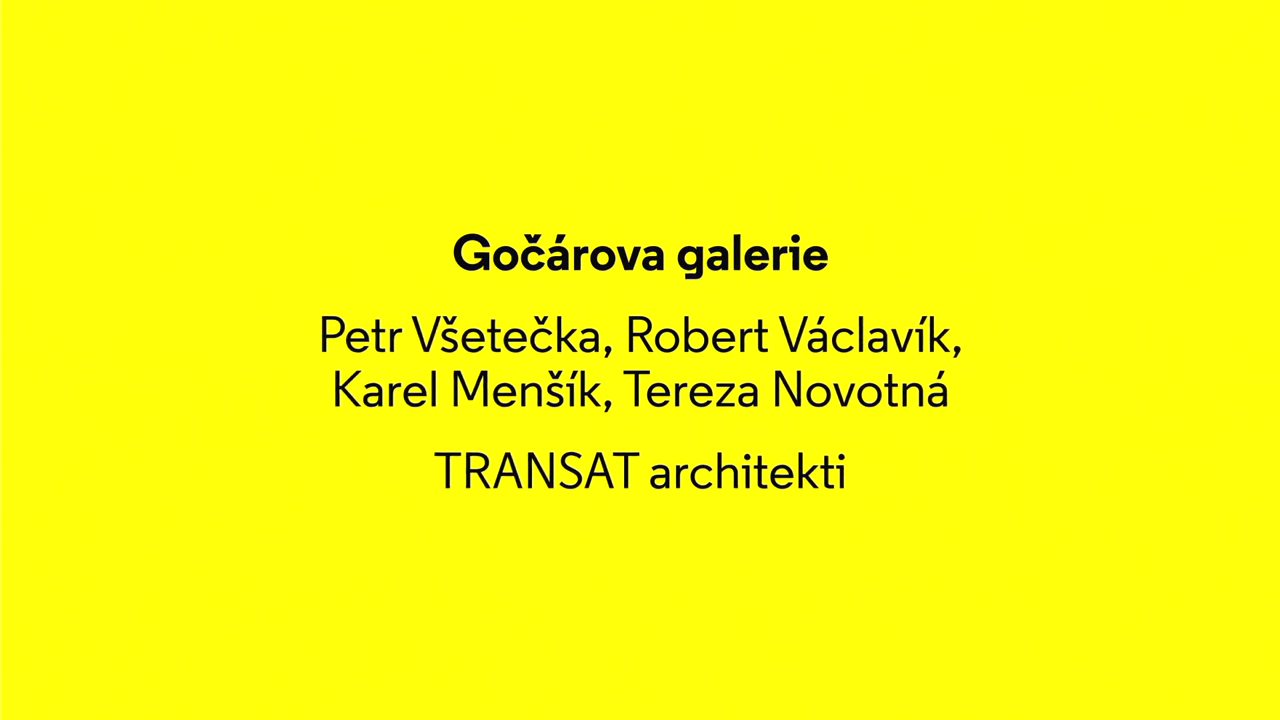 Gočárova galerie
Petr Všetečka, Robert Václavík,
Karel Menšík, Tereza Novotná
TRANSAT architekti